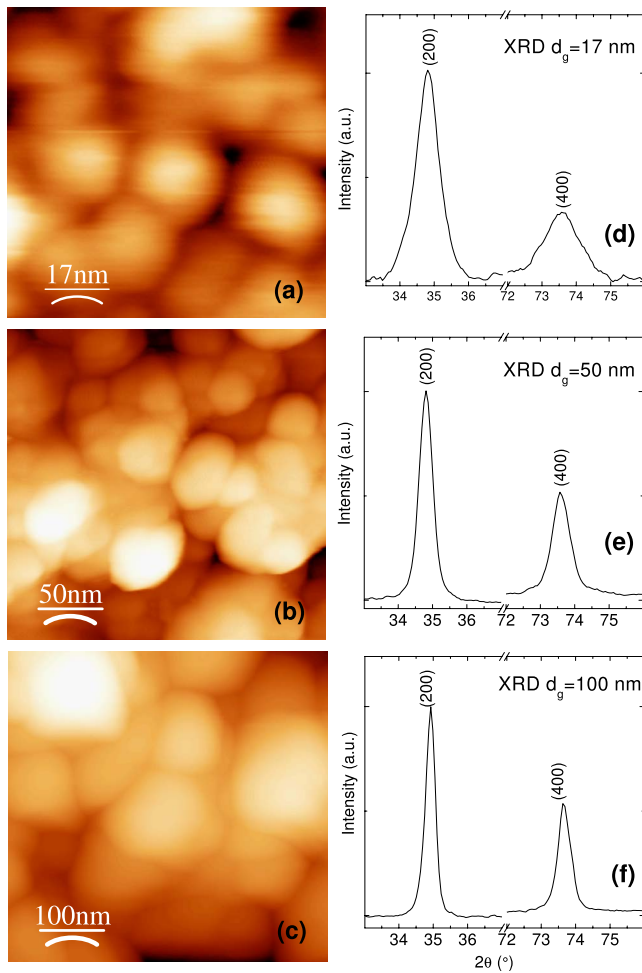 17nm
(a)
50nm
(b)
100nm
(c)
XRD d_g=17 nm
(200)
(400)
Intensity (a.u.)
(d)
34 35 36 72 73 74 75
XRD d_g=50 nm
(200)
(400)
Intensity (a.u.)
(e)
34 35 36 72 73 74 75
XRD d_g=100 nm
(200)
(400)
Intensity (a.u.)
(f)
34 35 36 72 73 74 75
2θ (°)